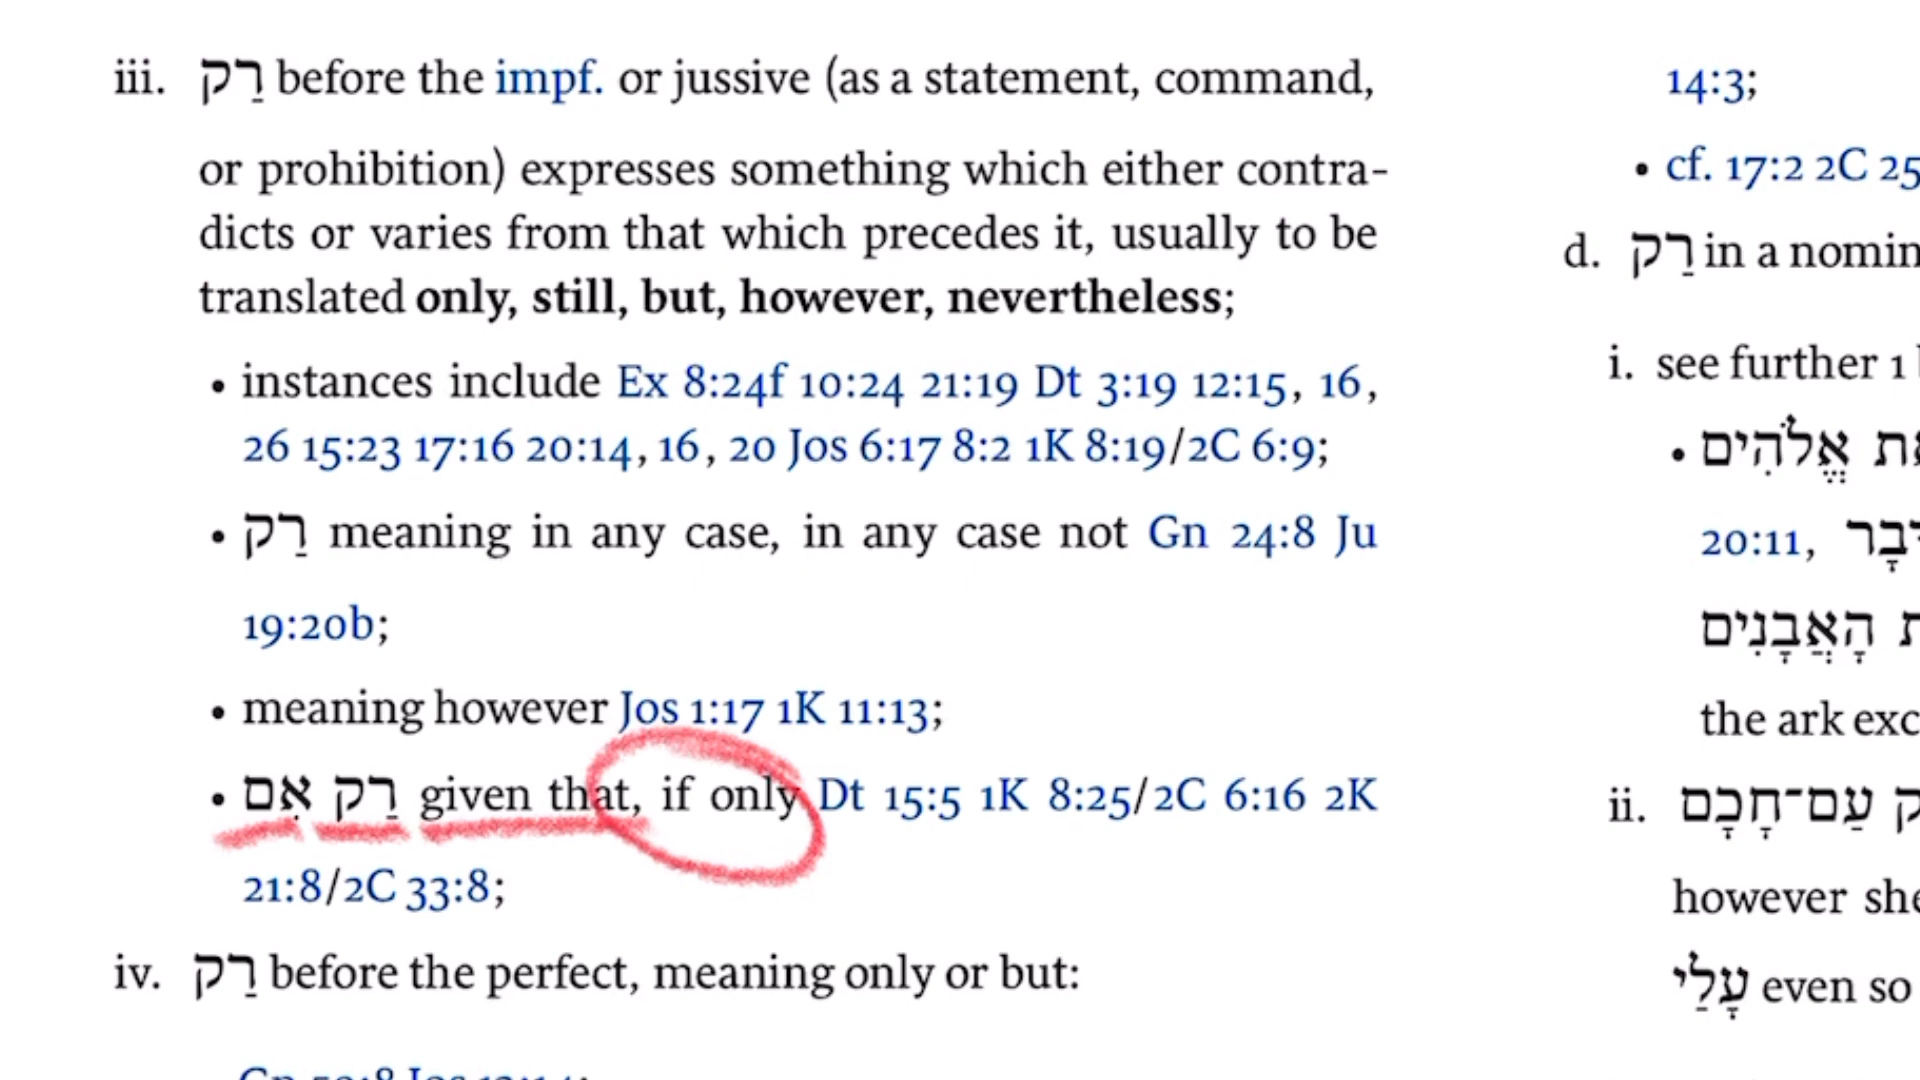 iii. רַק before the impf. or jussive (as a statement, command,
or prohibition) expresses something which either contra-
dicts or varies from that which precedes it, usually to be
translated only, still, but, however, nevertheless;
• instances include Ex 8:24f 10:24 21:19 Dt 3:19 12:15, 16,
26 15:23 17:16 20:14, 16, 20 Jos 6:17 8:2 1K 8:19/2C 6:9;
• רַק meaning in any case, in any case not Gn 24:8 Ju
19:20b;
• meaning however Jos 1:17 1K 11:13;
• רַק אִם given that, if only Dt 15:5 1K 8:25/2C 6:16 2K
21:8/2C 33:8;
iv. רַק before the perfect, meaning only or but:
14:3;
• cf. 17:2 2C 25
d. רַק in a nomin
i. see further 1
• אֱלֹהִים
20:11,
הָאֲבָנִים
the ark exc
ii. עַם־חָכָם
however she
עָלַי even so